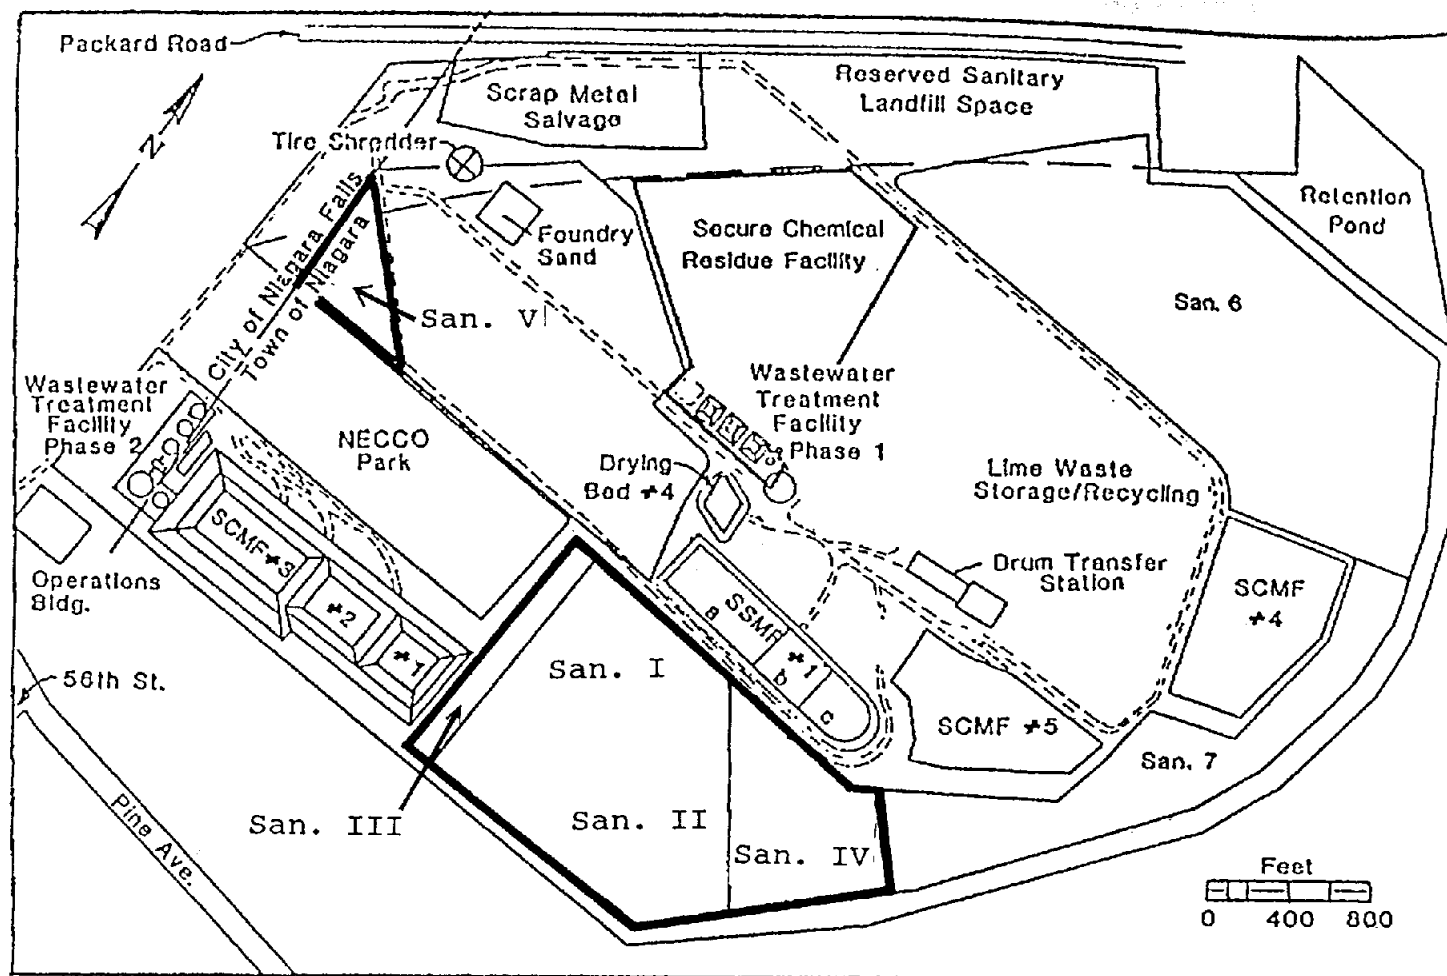 Packard Road
Reserved Sanitary
Landfill Space
Scrap Metal
Salvage
Tire Shredder
N
Retention
Pond
Foundry
Sand
Secure Chemical
Residue Facility
City of Niagara Falls
Town of Niagara
San. V
San. 6
Wastewater
Treatment
Facility
Phase 2
Wastewater
Treatment
Facility
Phase 1
NECCO
Park
Drying
Bed #4
Lime Waste
Storage/Recycling
SCMF #3
#2
#1
Operations
Bldg.
Drum Transfer
Station
SCMF
#4
SSMF #1
a
b
c
56th St.
San. I
SCMF #5
San. 7
San. III
San. II
San. IV
Pine Ave.
Feet
0 400 800